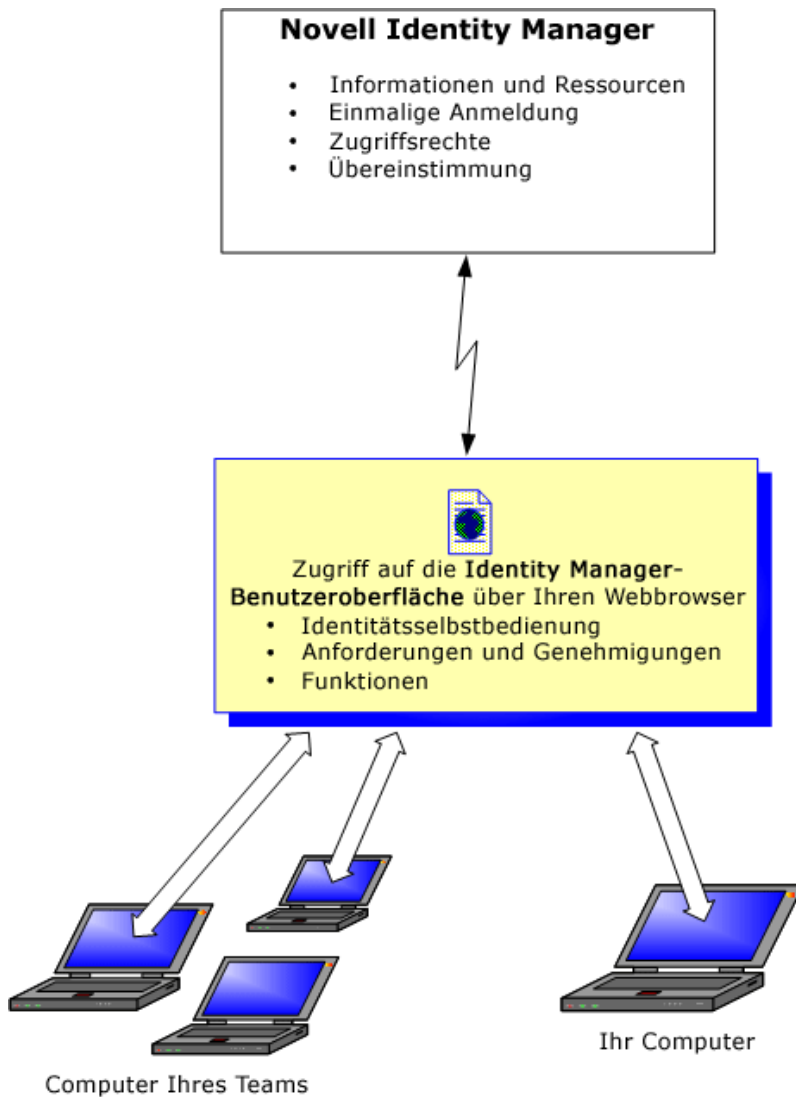 Novell Identity Manager
• Informationen und Ressourcen
• Einmalige Anmeldung
• Zugriffsrechte
• Übereinstimmung
Zugriff auf die Identity Manager-
Benutzeroberfläche über Ihren Webbrowser
• Identitätsselbstbedienung
• Anforderungen und Genehmigungen
• Funktionen
Ihr Computer
Computer Ihres Teams